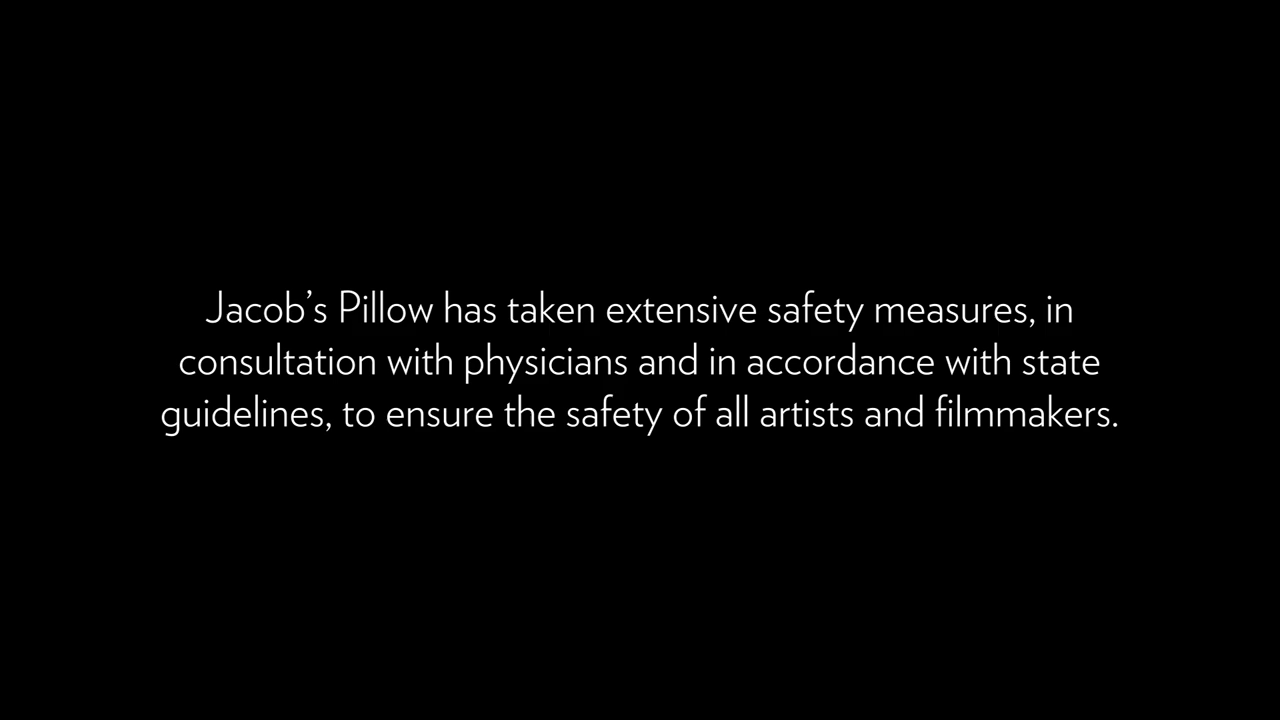 Jacob’s Pillow has taken extensive safety measures, in
consultation with physicians and in accordance with state
guidelines, to ensure the safety of all artists and filmmakers.